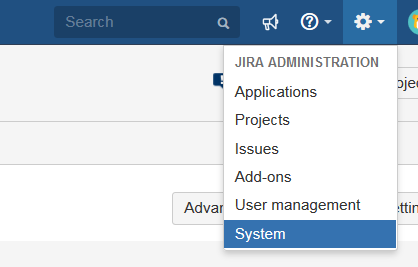 Search
JIRA ADMINISTRATION
Applications
Projects
Issues
Add-ons
User management
System